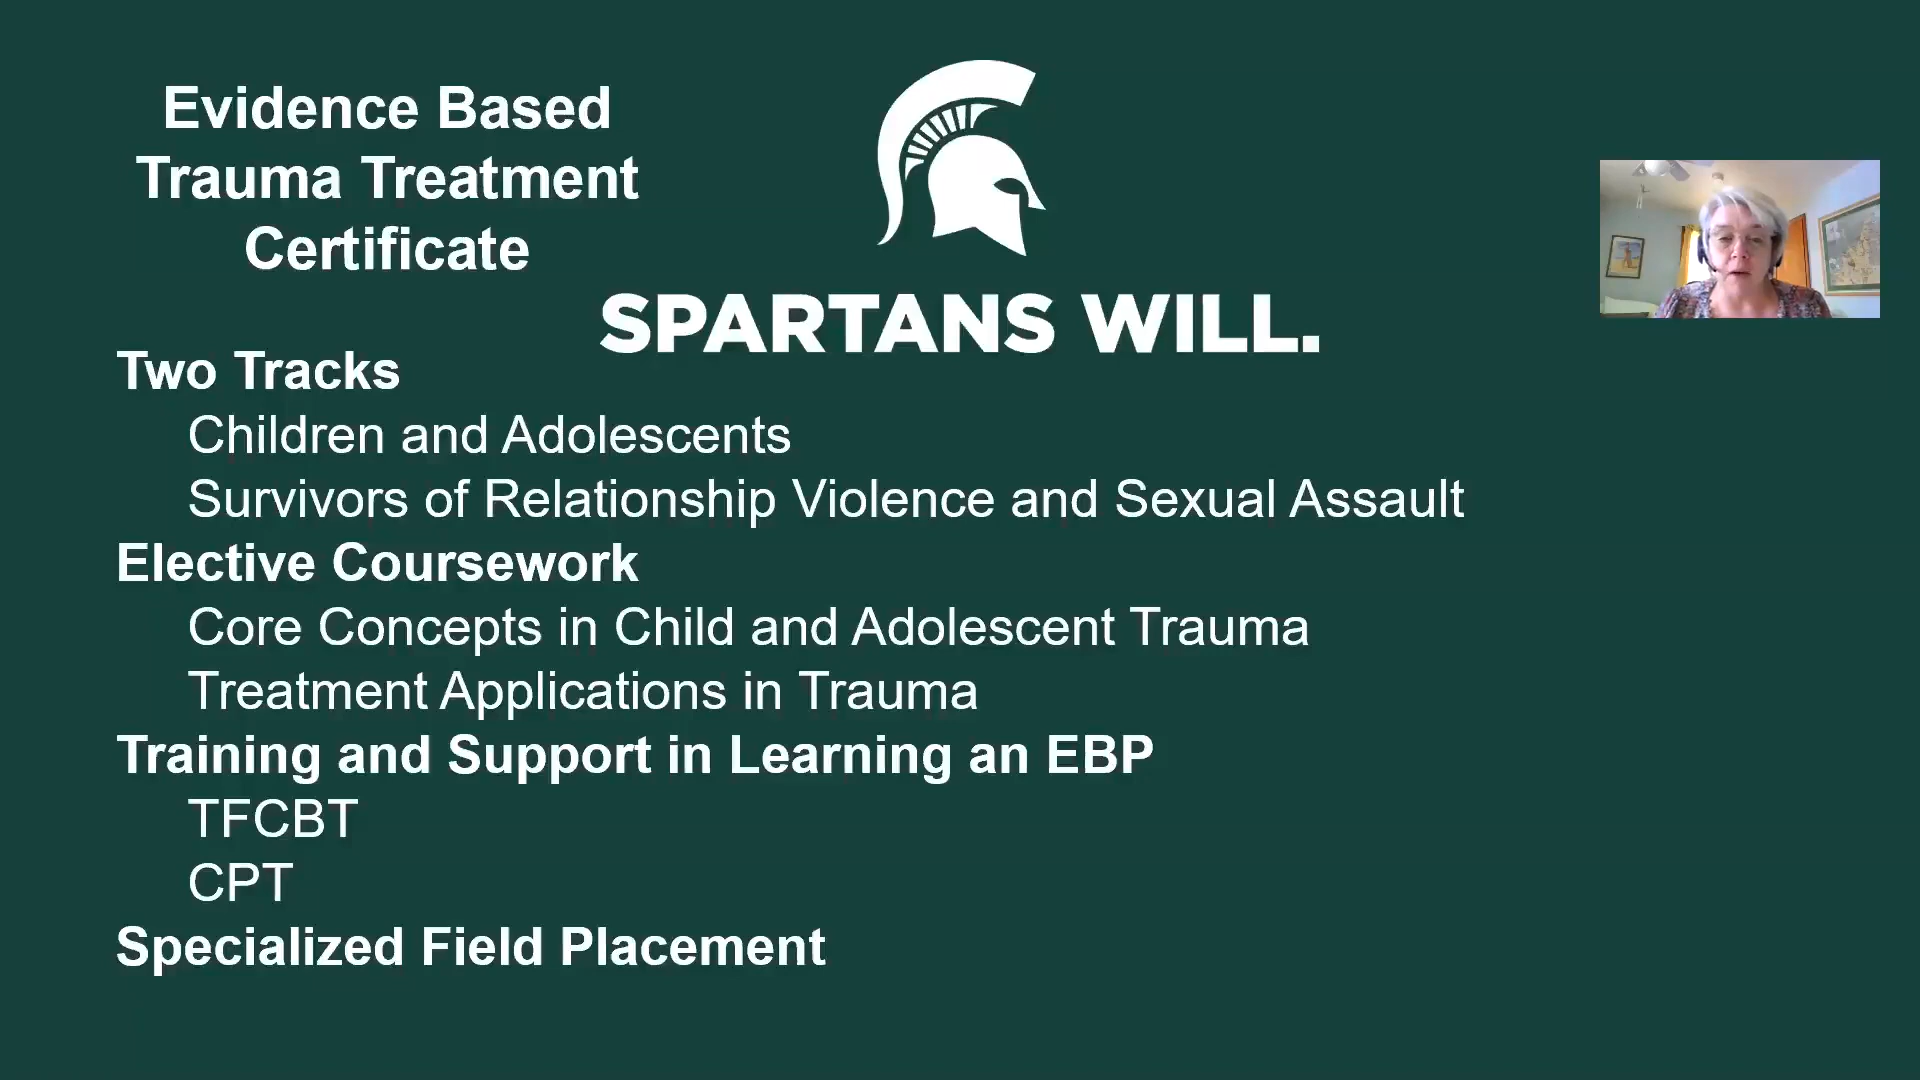 Evidence Based
Trauma Treatment
Certificate
SPARTANS WILL.
Two Tracks
Children and Adolescents
Survivors of Relationship Violence and Sexual Assault
Elective Coursework
Core Concepts in Child and Adolescent Trauma
Treatment Applications in Trauma
Training and Support in Learning an EBP
TFCBT
CPT
Specialized Field Placement